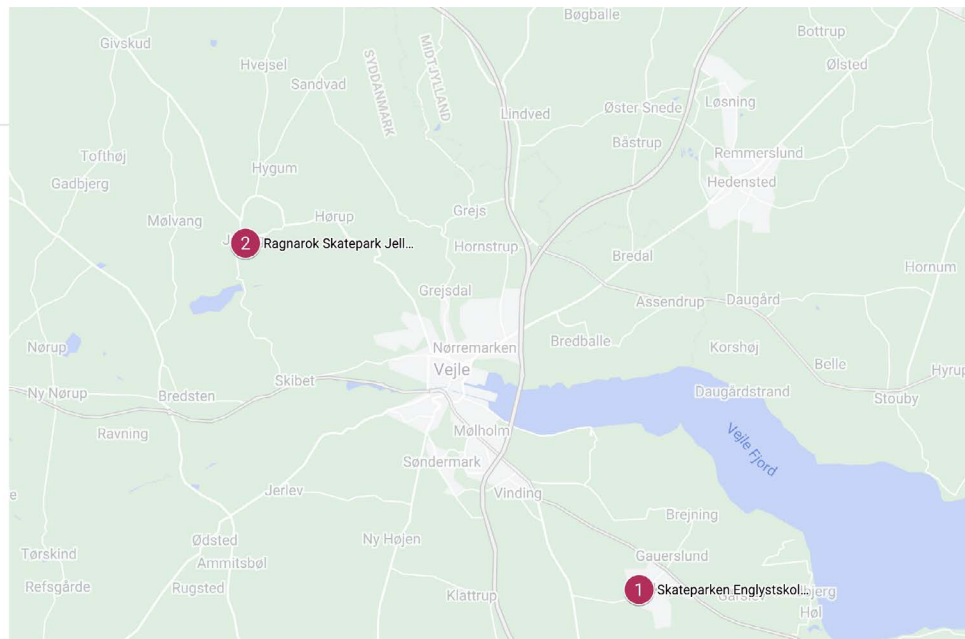 Bøgballe
Givskud
Bottrup
Hvejsel
Ølsted
SYDDANMARK
MIDTJYLLAND
Sandvad
Lindved
Øster Snede
Løsning
Båstrup
Tofthøj
Remmerslund
Hygum
Gadbjerg
Hedensted
Mølvang
Hørup
Grejs
2 Ragnarok Skatepark Jell...
Hornstrup
Bredal
Hornum
Grejsdal
Assendrup
Daugård
Nørup
Nørremarken
Bredballe
Korshøj
Vejle
Belle
Hyrup
Skibet
Ny Nørup
Bredsten
Daugårdstrand
Stouby
Ravning
Mølholm
Vejle Fjord
Søndermark
Jerlev
Vinding
Brejning
Ødsted
Ny Højen
Tørskind
Gauerslund
Ammitsbøl
Refsgårde
Rugsted
Klattrup
1 Skateparken Englystskol...
Høl